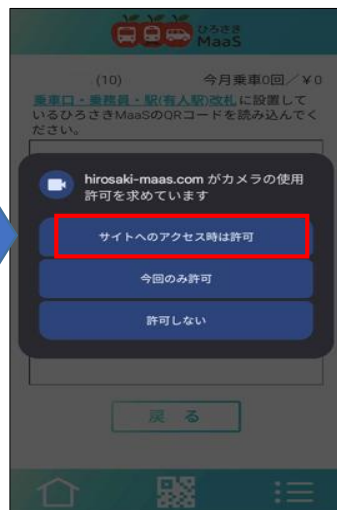 ひろさき
MaaS
(10) 今月乗車0回／￥0
乗車口・乗務員・駅(有人駅)改札に設置して
いるひろさきMaaSのQRコードを読み込んでく
ださい。
hirosaki-maas.com がカメラの使用
許可を求めています
サイトへのアクセス時は許可
今回のみ許可
許可しない
戻 る